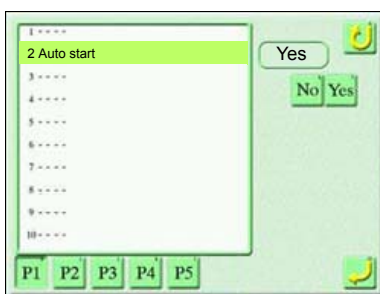 1 - - - -
2 Auto start
Yes
3 - - - -
No Yes
4 - - - -
5 - - - -
6 - - - -
7 - - - -
8 - - - -
9 - - - -
10 - - - -
P1 P2 P3 P4 P5